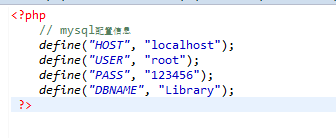 <?php
// mysql配置信息
define("HOST", "localhost");
define("USER", "root");
define("PASS", "123456");
define("DBNAME", "Library");
?>